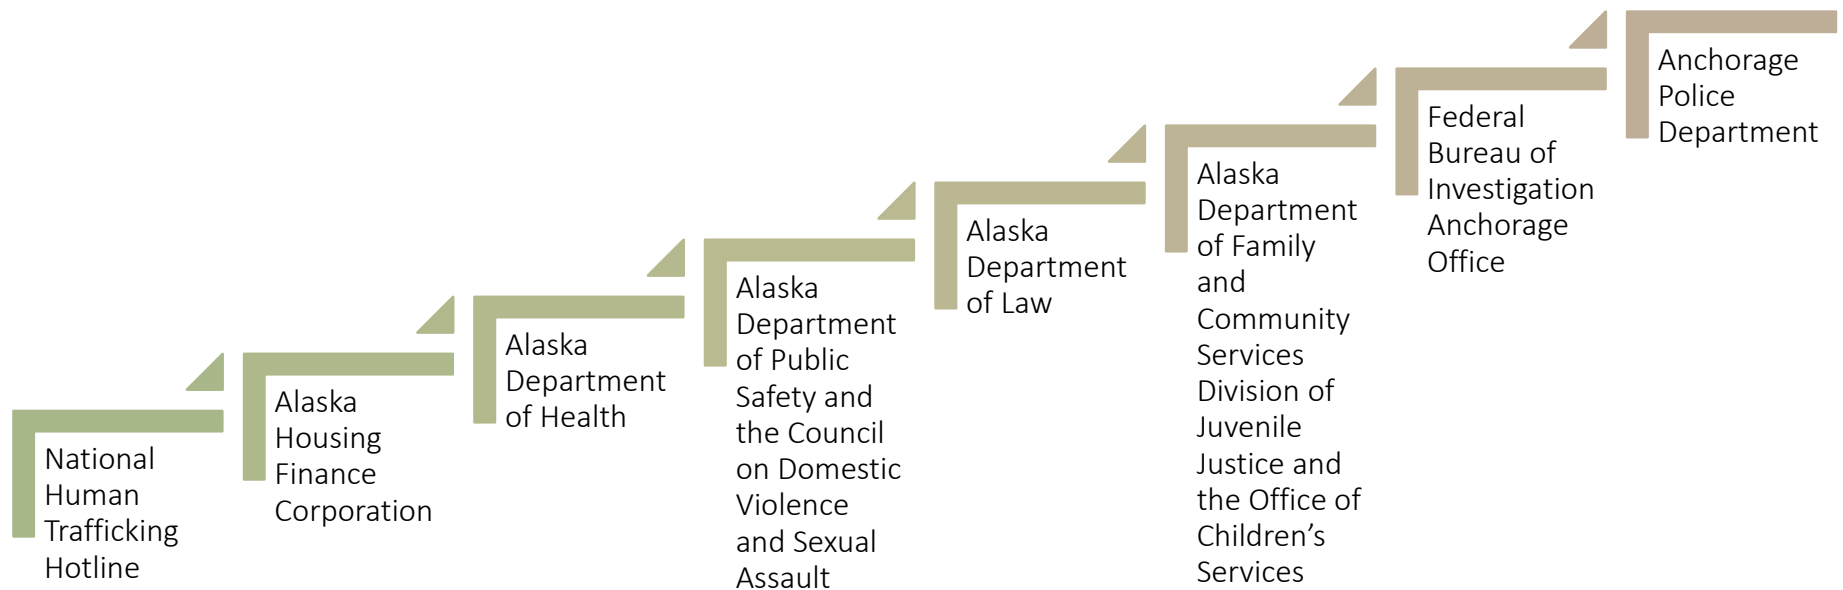 National
Human
Trafficking
Hotline
Alaska
Housing
Finance
Corporation
Alaska
Department
of Health
Alaska
Department
of Public
Safety and
the Council
on Domestic
Violence
and Sexual
Assault
Alaska
Department
of Law
Alaska
Department
of Family
and
Community
Services
Division of
Juvenile
Justice and
the Office of
Children’s
Services
Federal
Bureau of
Investigation
Anchorage
Office
Anchorage
Police
Department